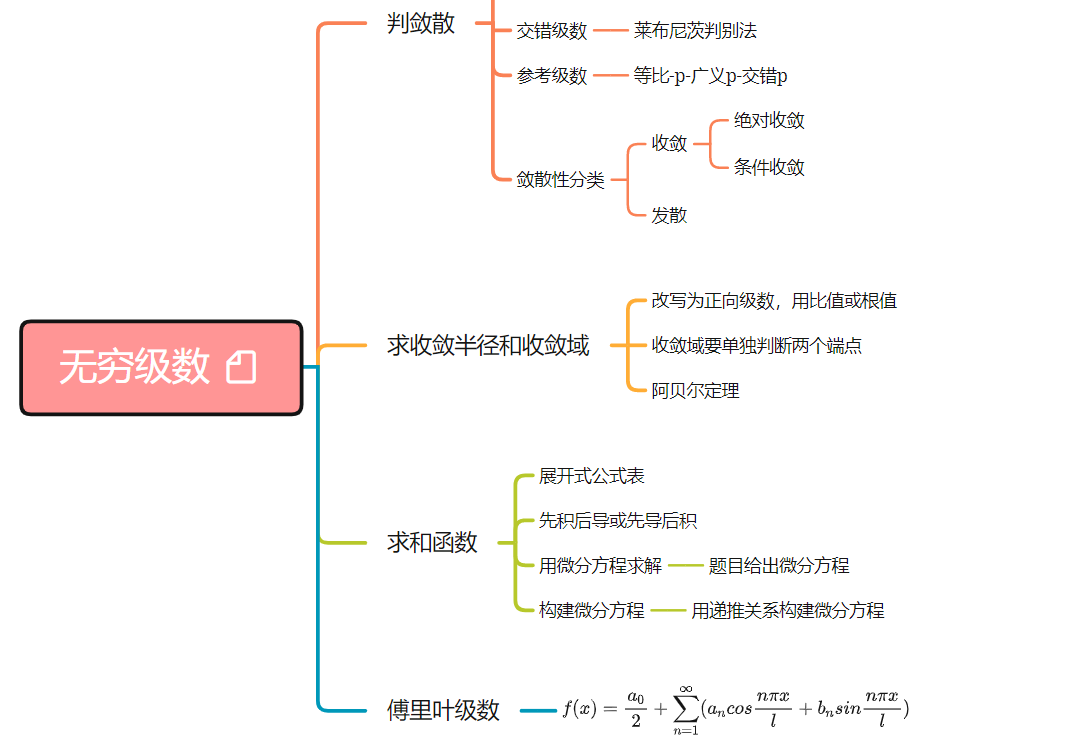 判敛散
交错级数
莱布尼茨判别法
参考级数
等比-p-广义p-交错p
敛散性分类
收敛
绝对收敛
条件收敛
发散
无穷级数
求收敛半径和收敛域
改写为正向级数，用比值或根值
收敛域要单独判断两个端点
阿贝尔定理
求和函数
展开式公式表
先积后导或先导后积
用微分方程求解
题目给出微分方程
构建微分方程
用递推关系构建微分方程
傅里叶级数
f(x) = \frac{a_0}{2} + \sum_{n=1}^{\infty}(a_n cos\frac{n\pi x}{l} + b_n sin\frac{n\pi x}{l})